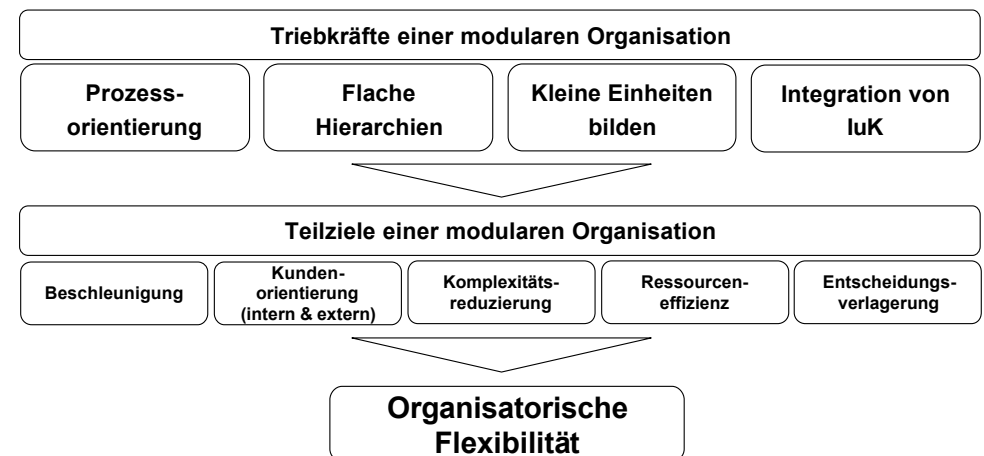 Triebkräfte einer modularen Organisation
Prozess-
orientierung
Flache
Hierarchien
Kleine Einheiten
bilden
Integration von
IuK
Teilziele einer modularen Organisation
Beschleunigung
Kunden-
orientierung
(intern & extern)
Komplexitäts-
reduzierung
Ressourcen-
effizienz
Entscheidungs-
verlagerung
Organisatorische
Flexibilität